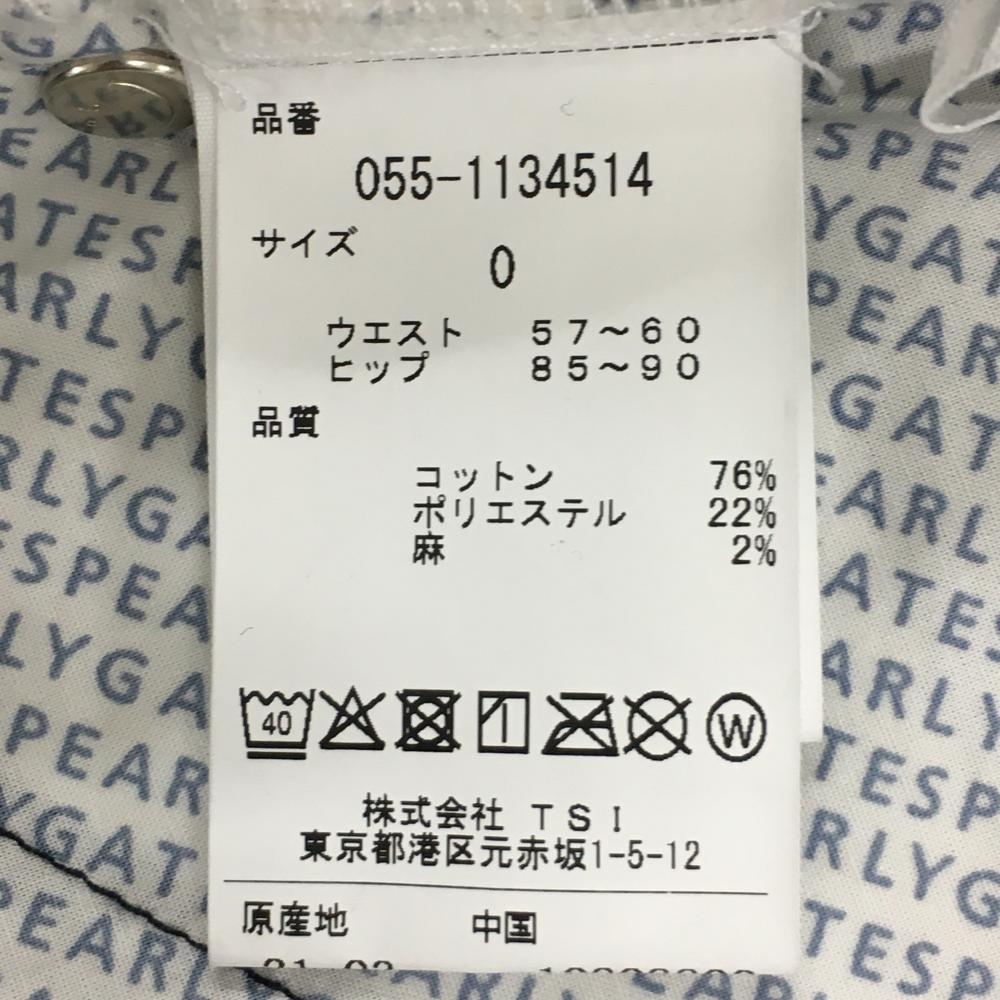 品番
055-1134514
サイズ
0
ウエスト 57〜60
ヒップ 85〜90
品質
コットン 76%
ポリエステル 22%
麻 2%
40
W
株式会社 TSI
東京都港区元赤坂1-5-12
原産地 中国